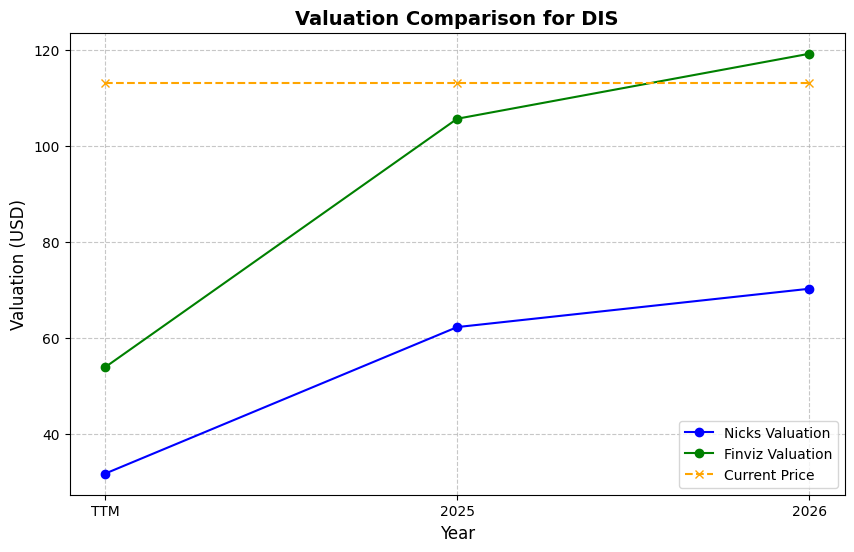 Valuation Comparison for DIS
Valuation (USD)
120
100
80
60
40
TTM
2025
2026
Year
Nicks Valuation
Finviz Valuation
Current Price